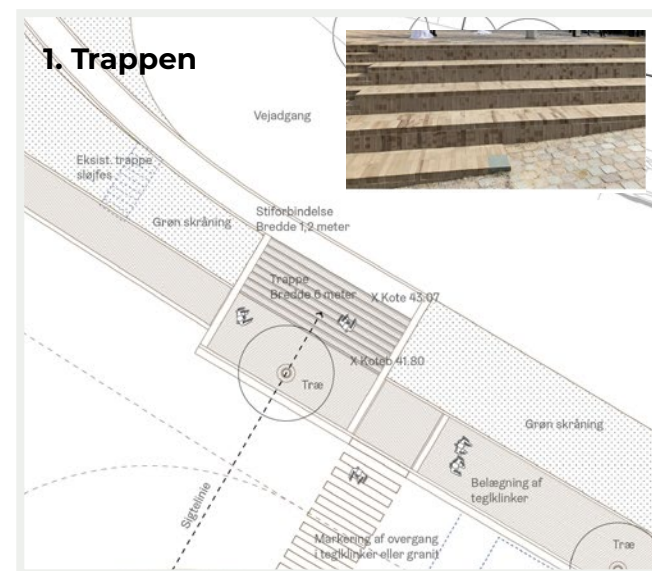 1. Trappen
Vejadgang
Eksist. trappe
sløjfes
Grøn skråning
Stiforbindelse
Bredde 1,2 meter
Trappe
Bredde 6 meter
X Kote 43.07
X Koteb 41.80
Træ
Grøn skråning
Sigtelinie
Belægning af
teglklinker
Markering af overgang
i teglklinker eller granit
Træ